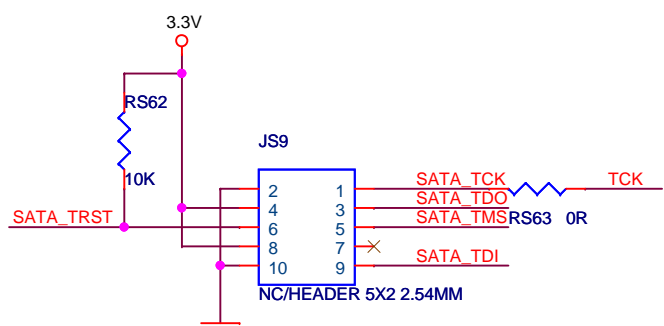 3.3V
RS62
JS9
10K
2 1 SATA_TCK TCK
4 3 SATA_TDO
SATA_TRST 6 5 SATA_TMS RS63 0R
8 7
10 9 SATA_TDI
NC/HEADER 5X2 2.54MM